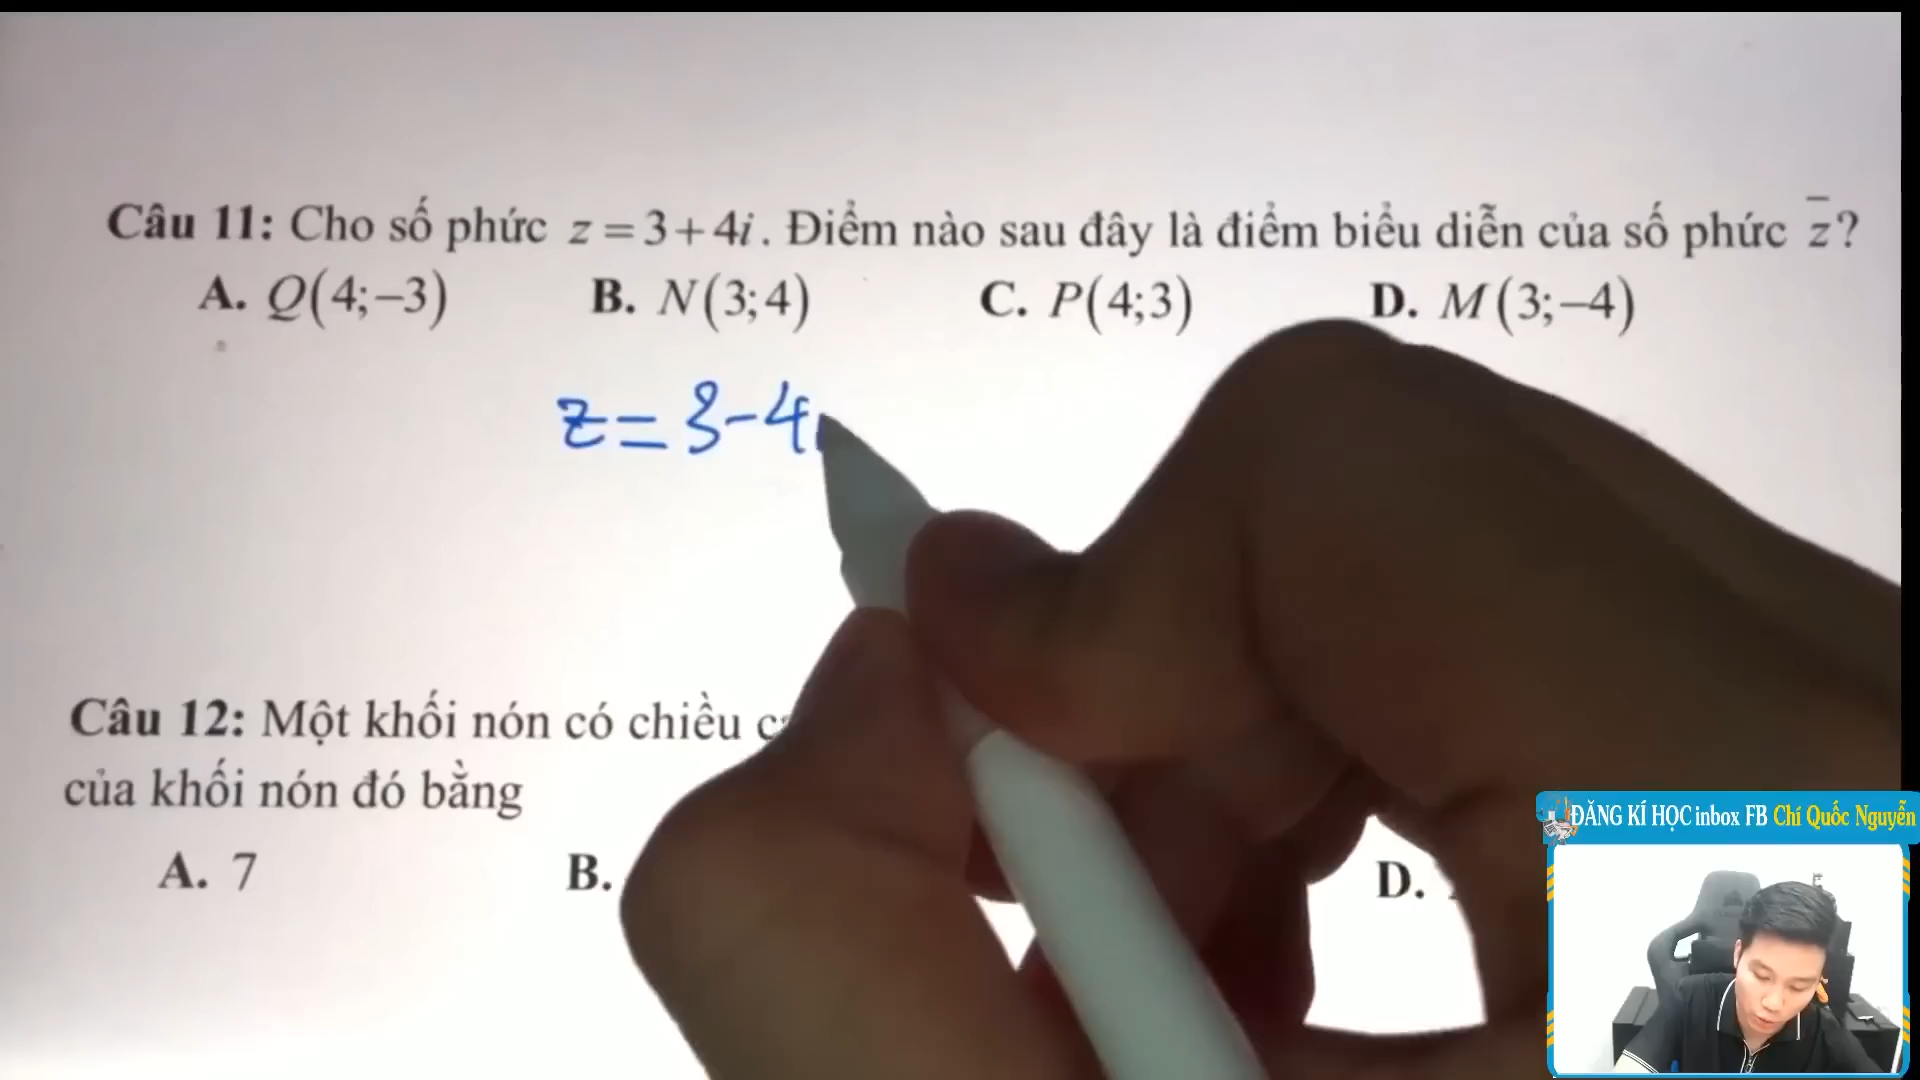 Câu 11: Cho số phức z = 3 + 4i. Điểm nào sau đây là điểm biểu diễn của số phức z̅?
A. Q(4;−3) B. N(3;4) C. P(4;3) D. M(3;−4)
z = 3 − 4
Câu 12: Một khối nón có chiều
của khối nón đó bằng
A. 7 B. D.
ĐĂNG KÍ HỌC inbox FB Chí Quốc Nguyễn